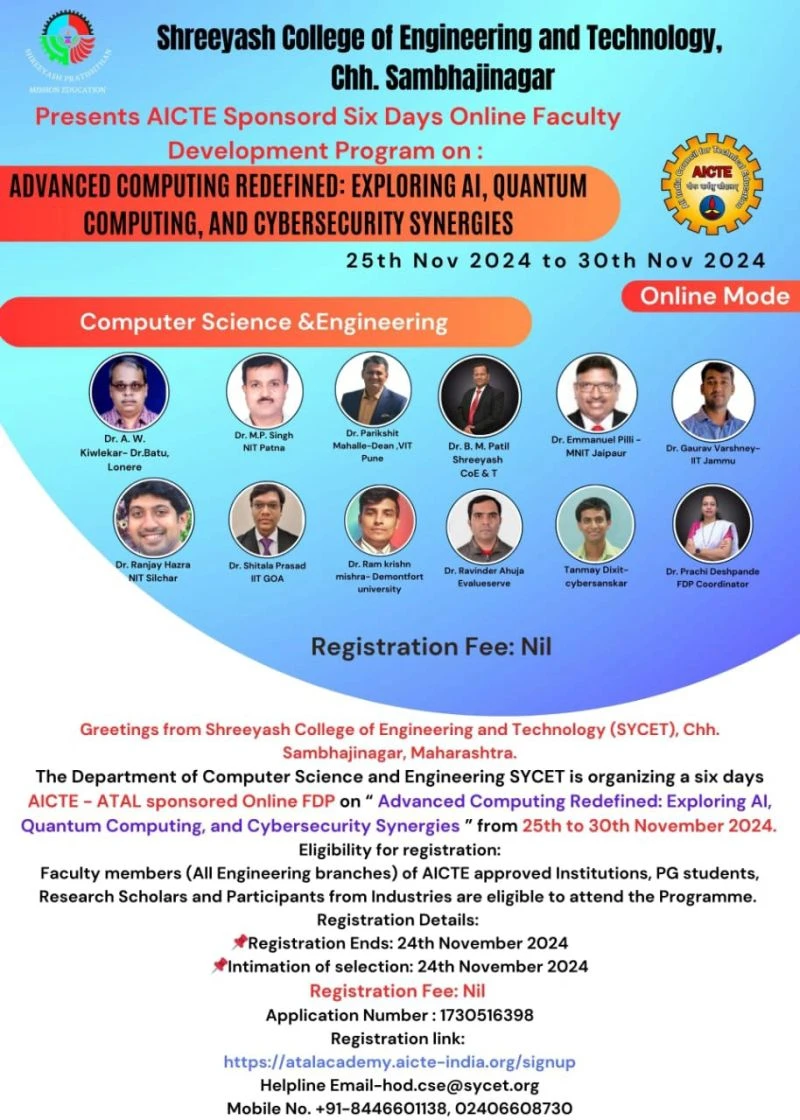 Shreeyash College of Engineering and Technology,
Chh. Sambhajinagar
SHREEYASH PRATISHTHAN
MISSION EDUCATION
Presents AICTE Sponsord Six Days Online Faculty
Development Program on :
ADVANCED COMPUTING REDEFINED: EXPLORING AI, QUANTUM
COMPUTING, AND CYBERSECURITY SYNERGIES
All India Council for Technical Education
AICTE
25th Nov 2024 to 30th Nov 2024
Online Mode
Computer Science &Engineering
Dr. A. W.
Kiwlekar- Dr.Batu,
Lonere
Dr. M.P. Singh
NIT Patna
Dr. Parikshit
Mahalle-Dean ,VIT
Pune
Dr. B. M. Patil
Shreeyash
CoE & T
Dr. Emmanuel Pilli -
MNIT Jaipaur
Dr. Gaurav Varshney-
IIT Jammu
Dr. Ranjay Hazra
NIT Silchar
Dr. Shitala Prasad
IIT GOA
Dr. Ram krishn
mishra- Demontfort
university
Dr. Ravinder Ahuja
Evalueserve
Tanmay Dixit-
cybersanskar
Dr. Prachi Deshpande
FDP Coordinator
Registration Fee: Nil
Greetings from Shreeyash College of Engineering and Technology (SYCET), Chh.
Sambhajinagar, Maharashtra.
The Department of Computer Science and Engineering SYCET is organizing a six days
AICTE - ATAL sponsored Online FDP on “ Advanced Computing Redefined: Exploring AI,
Quantum Computing, and Cybersecurity Synergies ” from 25th to 30th November 2024.
Eligibility for registration:
Faculty members (All Engineering branches) of AICTE approved Institutions, PG students,
Research Scholars and Participants from Industries are eligible to attend the Programme.
Registration Details:
📌Registration Ends: 24th November 2024
📌Intimation of selection: 24th November 2024
Registration Fee: Nil
Application Number : 1730516398
Registration link:
https://atalacademy.aicte-india.org/signup
Helpline Email-hod.cse@sycet.org
Mobile No. +91-8446601138, 02406608730